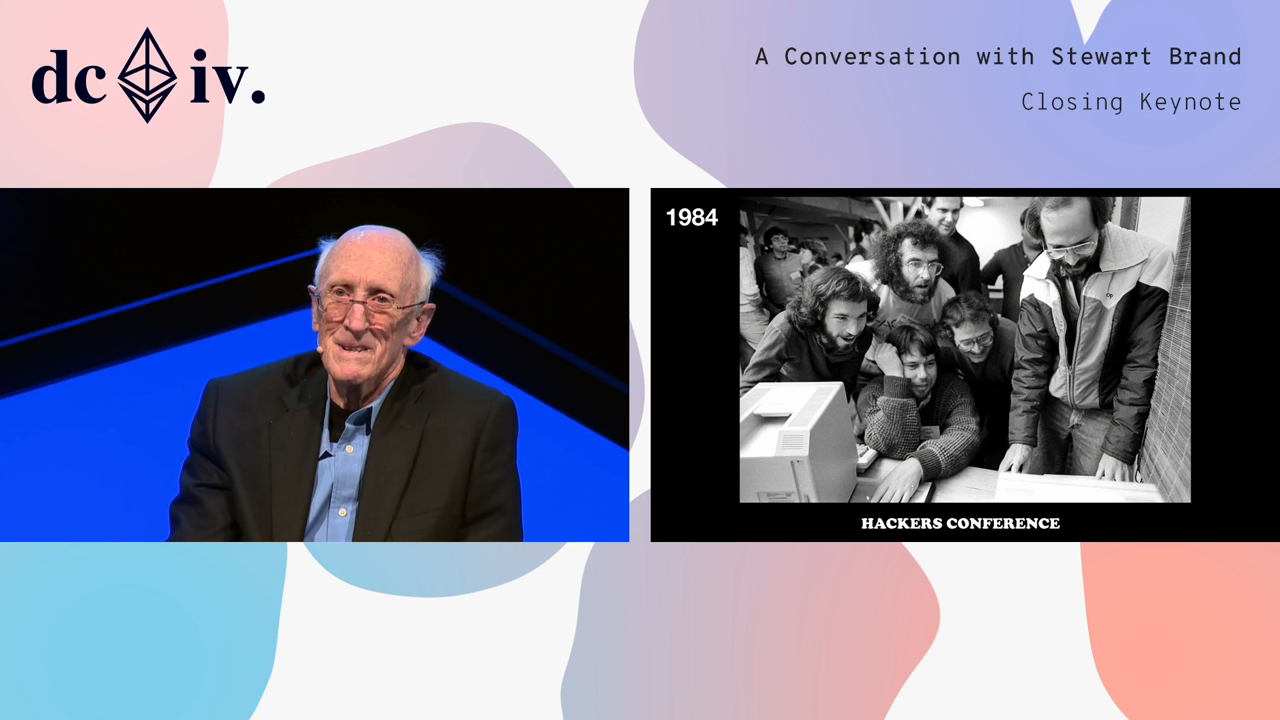 dc iv.
A Conversation with Stewart Brand
Closing Keynote
1984
HACKERS CONFERENCE